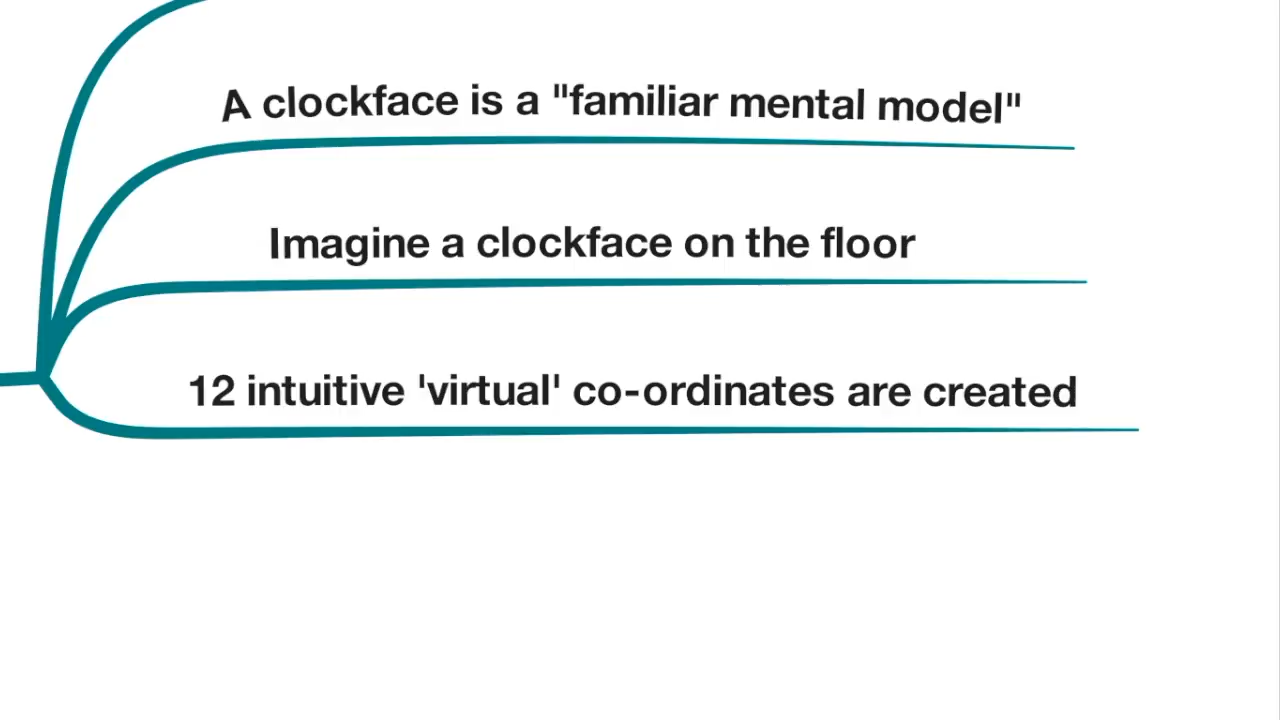 A clockface is a "familiar mental model"
Imagine a clockface on the floor
12 intuitive 'virtual' co-ordinates are created